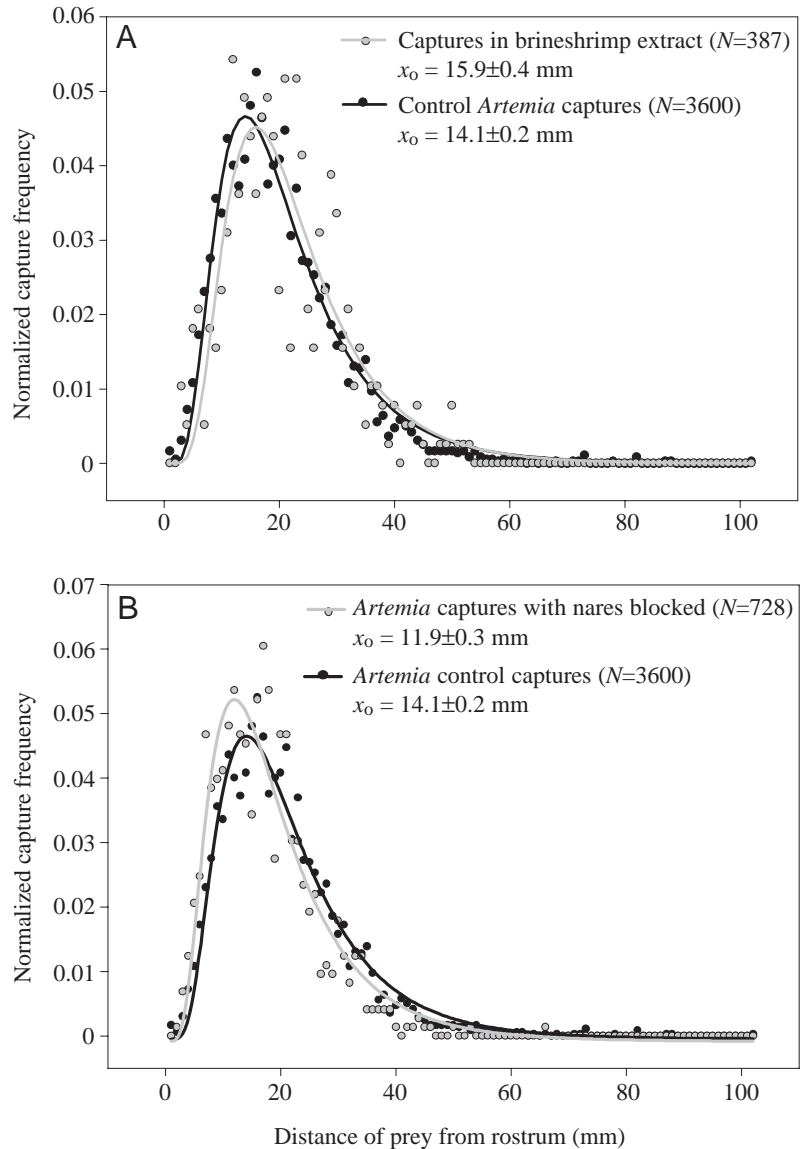 A
Captures in brineshrimp extract (N=387)
xo = 15.9±0.4 mm
Control Artemia captures (N=3600)
xo = 14.1±0.2 mm
Normalized capture frequency
0.06
0.05
0.04
0.03
0.02
0.01
0
0 20 40 60 80 100
B
Artemia captures with nares blocked (N=728)
xo = 11.9±0.3 mm
Artemia control captures (N=3600)
xo = 14.1±0.2 mm
Normalized capture frequency
0.07
0.06
0.05
0.04
0.03
0.02
0.01
0
0 20 40 60 80 100
Distance of prey from rostrum (mm)